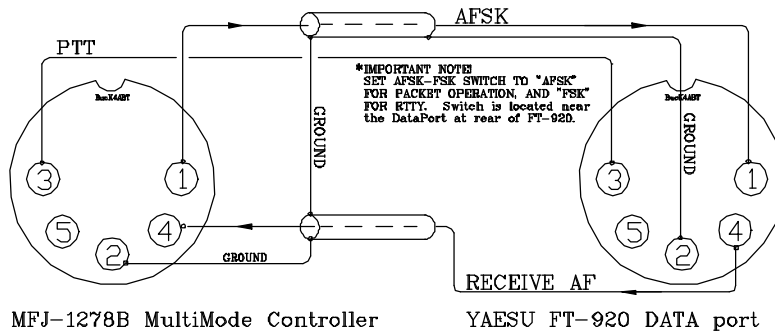 AFSK
PTT
*IMPORTANT NOTE!
SET AFSK-FSK SWITCH TO "AFSK"
FOR PACKET OPERATION, AND "FSK"
FOR RTTY. Switch is located near
the DataPort at rear of FT-920.
BucK4ABT
BucK4ABT
GROUND
GROUND
3
1
3
1
5
4
5
4
2
2
GROUND
RECEIVE AF
MFJ-1278B MultiMode Controller
YAESU FT-920 DATA port